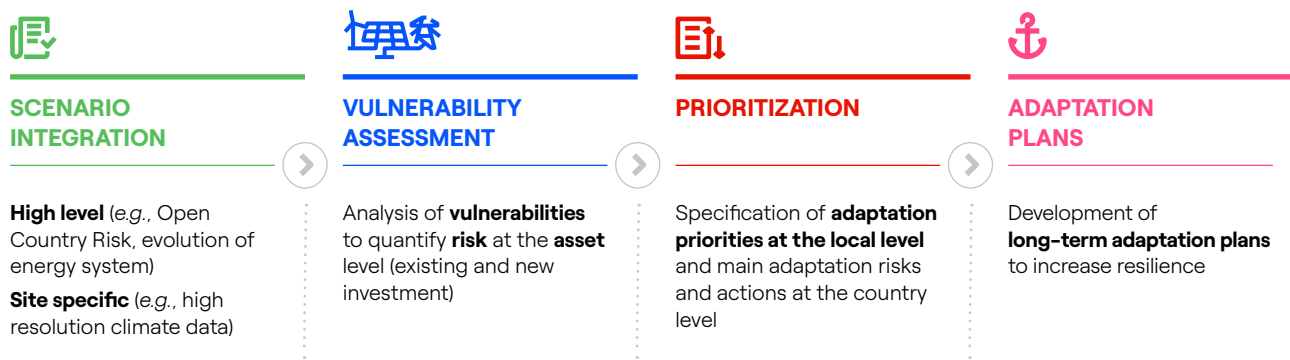 SCENARIO
INTEGRATION
High level (e.g., Open
Country Risk, evolution of
energy system)
Site specific (e.g., high
resolution climate data)
VULNERABILITY
ASSESSMENT
Analysis of vulnerabilities
to quantify risk at the asset
level (existing and new
investment)
PRIORITIZATION
Specification of adaptation
priorities at the local level
and main adaptation risks
and actions at the country
level
ADAPTATION
PLANS
Development of
long-term adaptation plans
to increase resilience